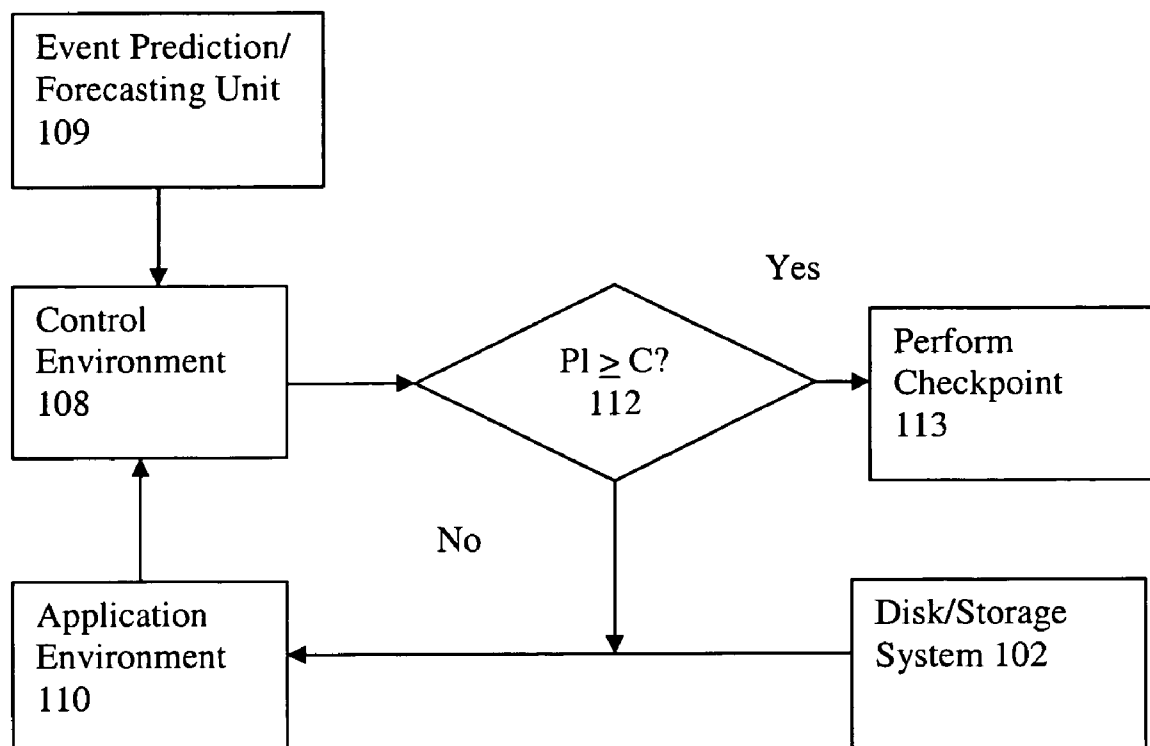 Event Prediction/
Forecasting Unit
109
Yes
Control
Environment
108
Pl ≥ C?
112
Perform
Checkpoint
113
No
Application
Environment
110
Disk/Storage
System 102